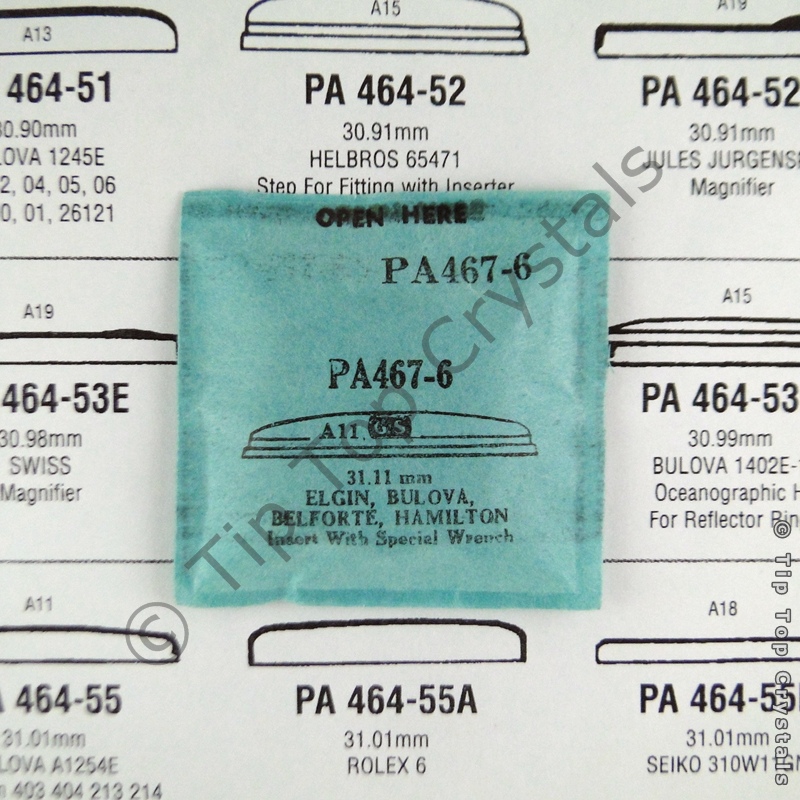 A13
A15
A19
464-51
PA 464-52
PA 464-52
30.90mm
30.91mm
30.91mm
LOVA 1245E
HELBROS 65471
JULES JURGENSE
2, 04, 05, 06
Step For Fitting with Inserter
Magnifier
0, 01, 26121
OPEN HERE
PA467-6
PA467-6
A11 GS
31.11 mm
ELGIN, BULOVA,
BELFORTE, HAMILTON
Insert With Special Wrench
A19
A15
464-53E
PA 464-53
30.98mm
30.99mm
SWISS
BULOVA 1402E-
Magnifier
Oceanographic H
For Reflector Rin
A11
A18
A 464-55
PA 464-55A
PA 464-55
31.01mm
31.01mm
31.01mm
LOVA A1254E
ROLEX 6
SEIKO 310W
403 404 213 214
© Tip Top Crystals
© Tip Top Crystals